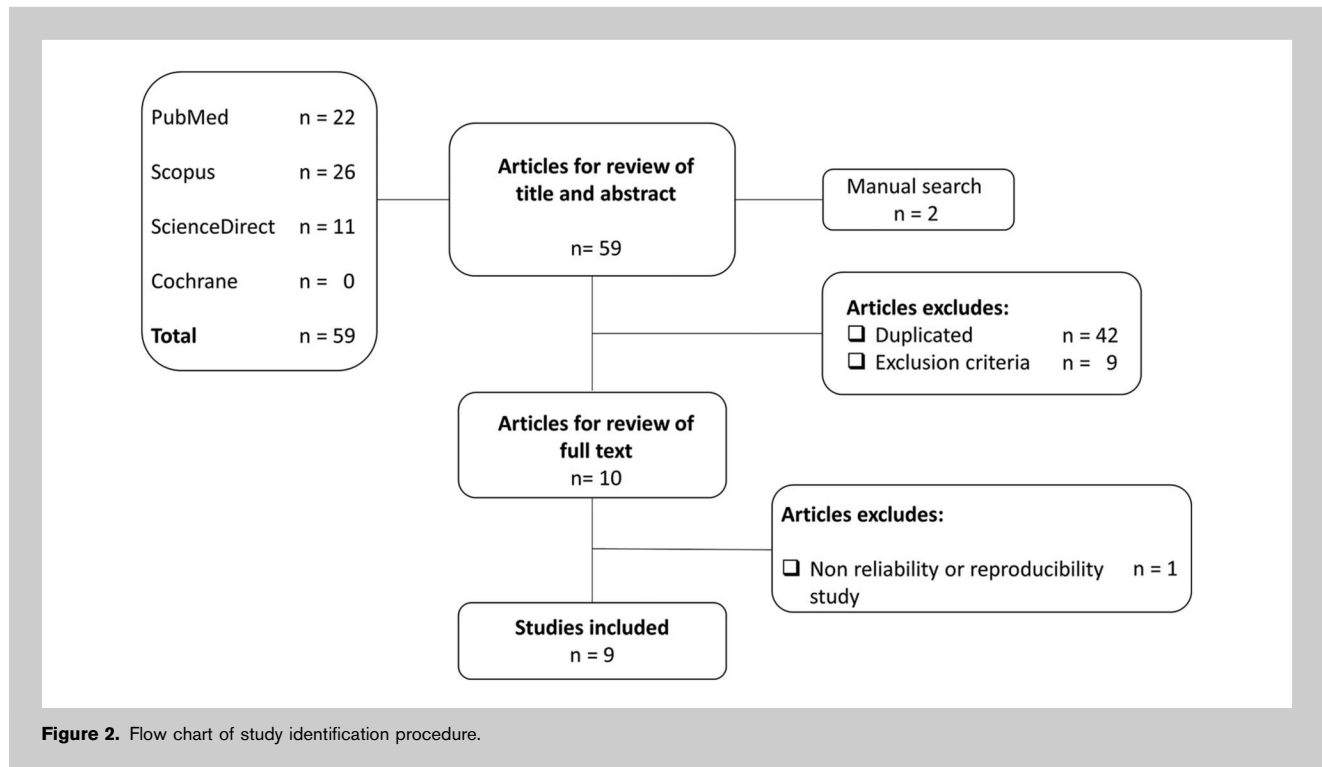 PubMed n = 22
Scopus n = 26
ScienceDirect n = 11
Cochrane n = 0
Total n = 59
Articles for review of
title and abstract
n= 59
Manual search
n = 2
Articles excludes:
❑ Duplicated n = 42
❑ Exclusion criteria n = 9
Articles for review of
full text
n= 10
Articles excludes:
❑ Non reliability or reproducibility n = 1
study
Studies included
n = 9
Figure 2. Flow chart of study identification procedure.